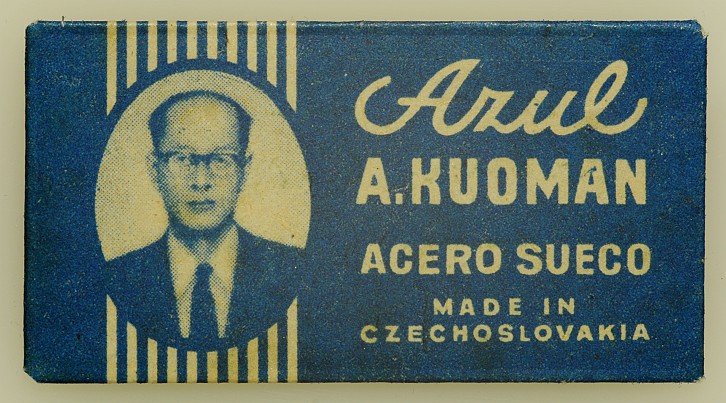 Azul
A. KUOMAN
ACERO SUECO
MADE IN
CZECHOSLOVAKIA